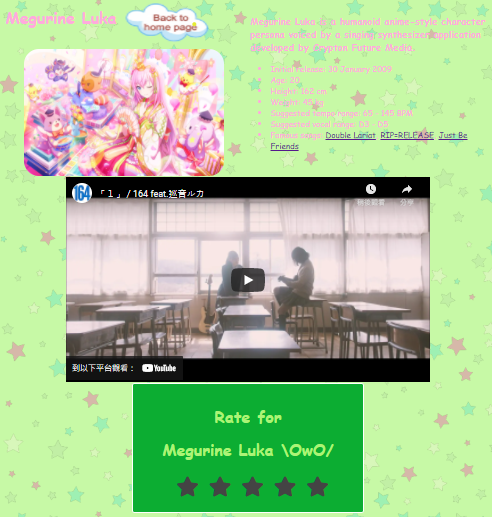 Megurine Luka
Back to
home page
Megurine Luka is a humanoid anime-style character
persona voiced by a singing synthesizer application
developed by Crypton Future Media.
Initial release: 30 January 2009
Age: 20
Height: 162 cm
Weight: 45 kg
Suggested tempo range: 65 - 145 BPM
Suggested vocal range: D3 - D5
Famous songs: Double Lariat, RIP=RELEASE, Just Be
Friends
164
「１」 / 164 feat.巡音ルカ
稍後觀看
分享
到以下平台觀看：
YouTube
Rate for
Megurine Luka \OwO/